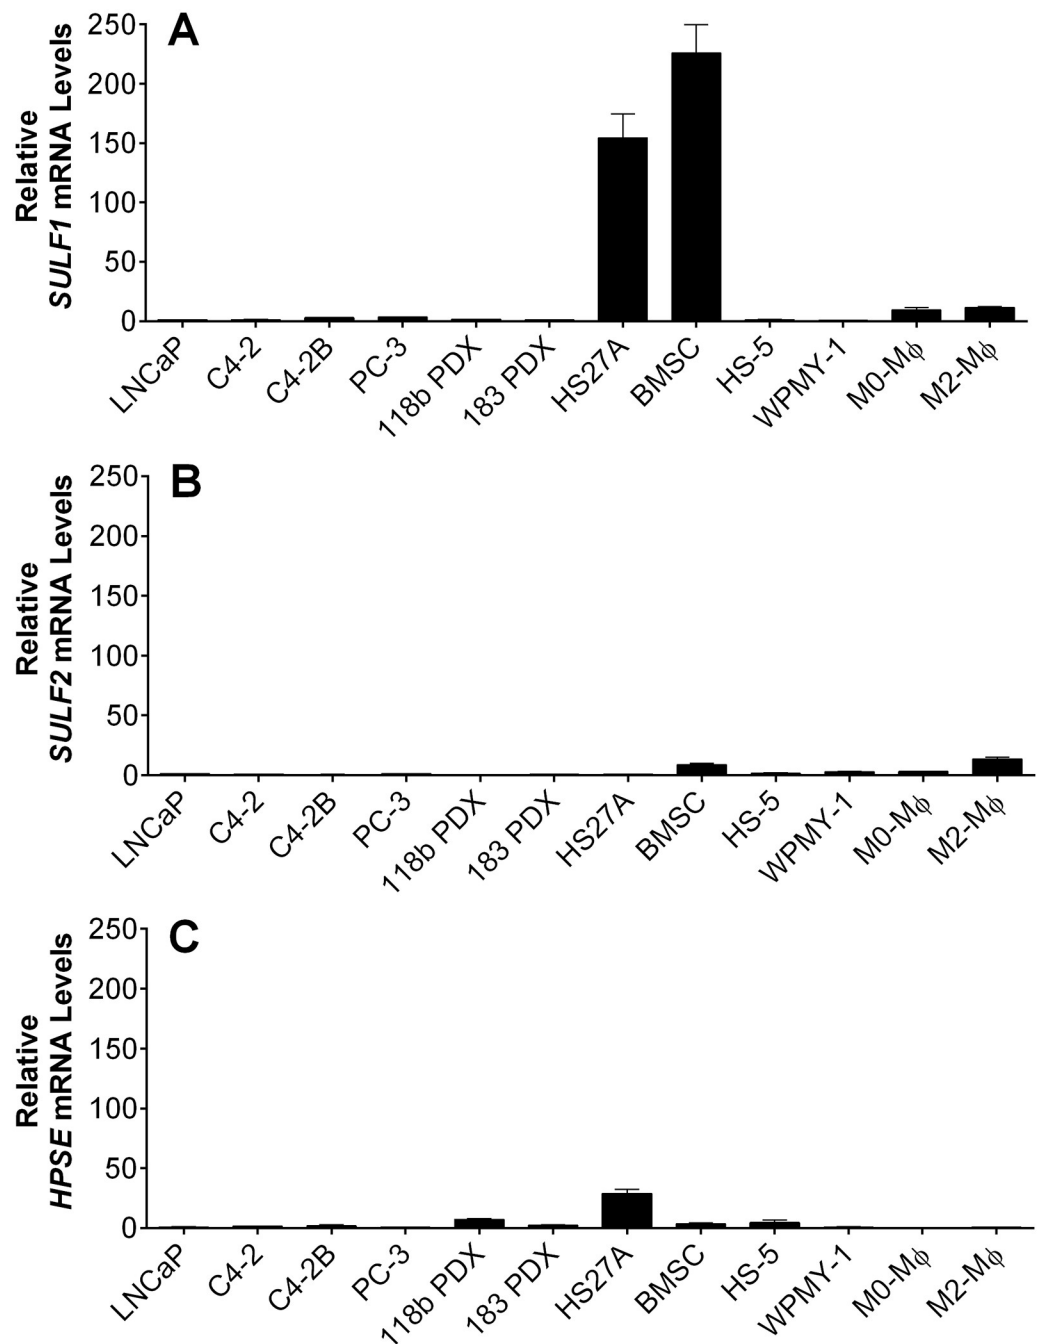 A
Relative
SULF1 mRNA Levels
250
200
150
100
50
0
LNCaP
C4-2
C4-2B
PC-3
118b PDX
183 PDX
HS27A
BMSC
HS-5
WPMY-1
M0-Mϕ
M2-Mϕ
B
Relative
SULF2 mRNA Levels
250
200
150
100
50
0
LNCaP
C4-2
C4-2B
PC-3
118b PDX
183 PDX
HS27A
BMSC
HS-5
WPMY-1
M0-Mϕ
M2-Mϕ
C
Relative
HPSE mRNA Levels
250
200
150
100
50
0
LNCaP
C4-2
C4-2B
PC-3
118b PDX
183 PDX
HS27A
BMSC
HS-5
WPMY-1
M0-Mϕ
M2-Mϕ